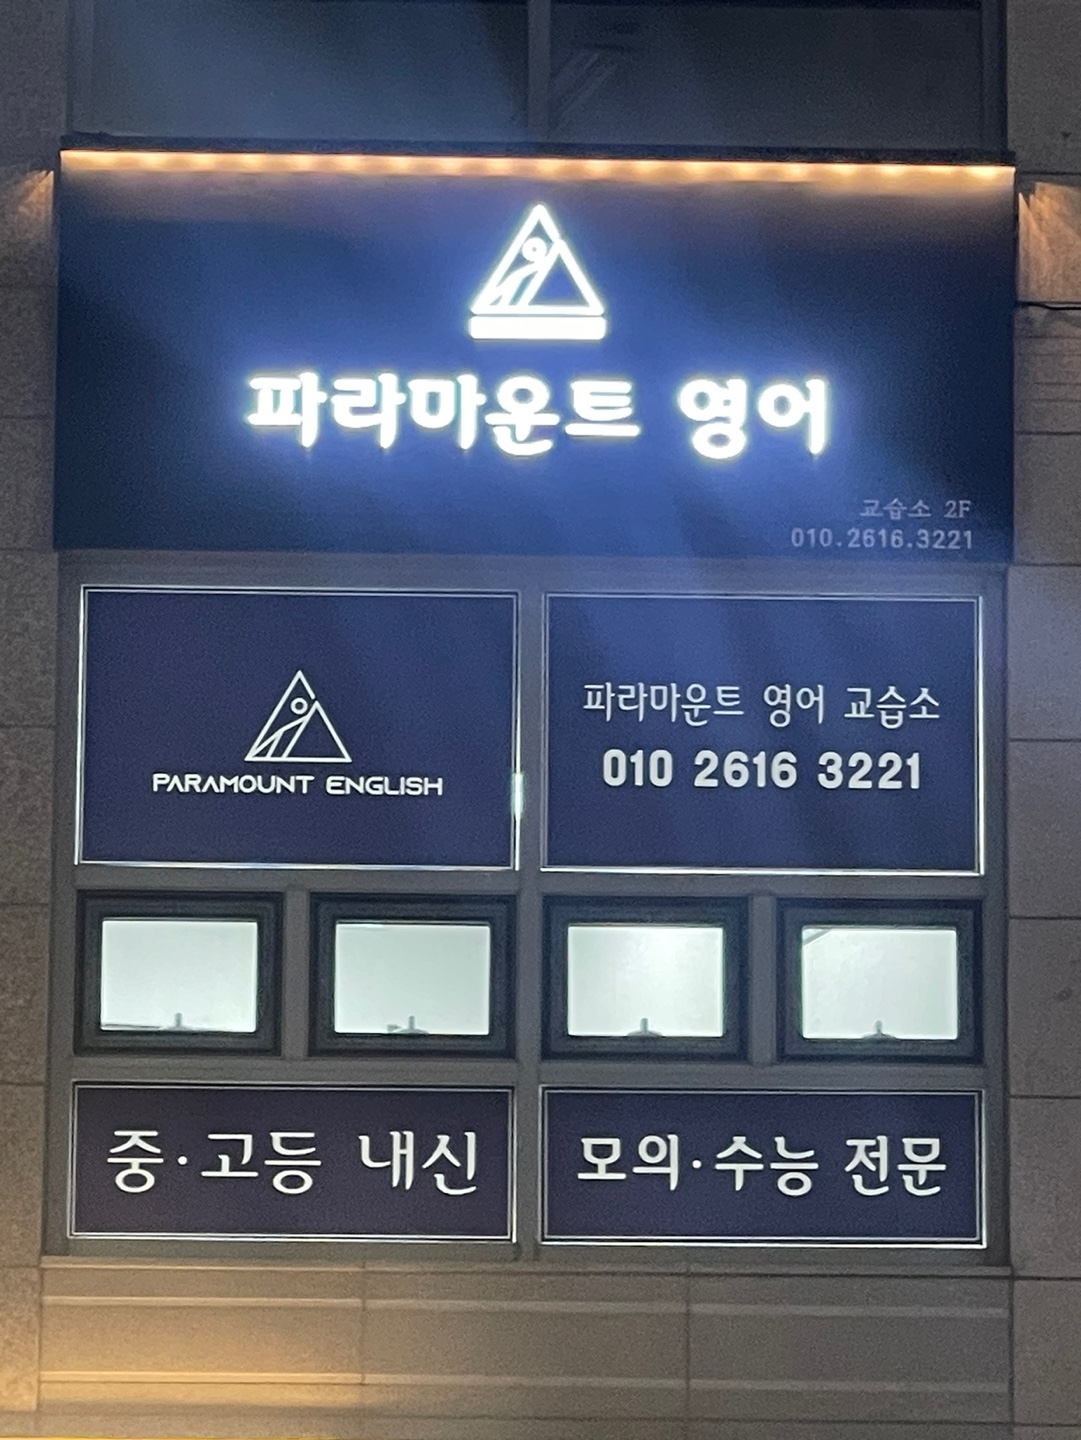 파라마운트 영어
교습소 2F
010.2616.3221
PARAMOUNT ENGLISH
파라마운트 영어 교습소
010 2616 3221
중·고등 내신
모의·수능 전문